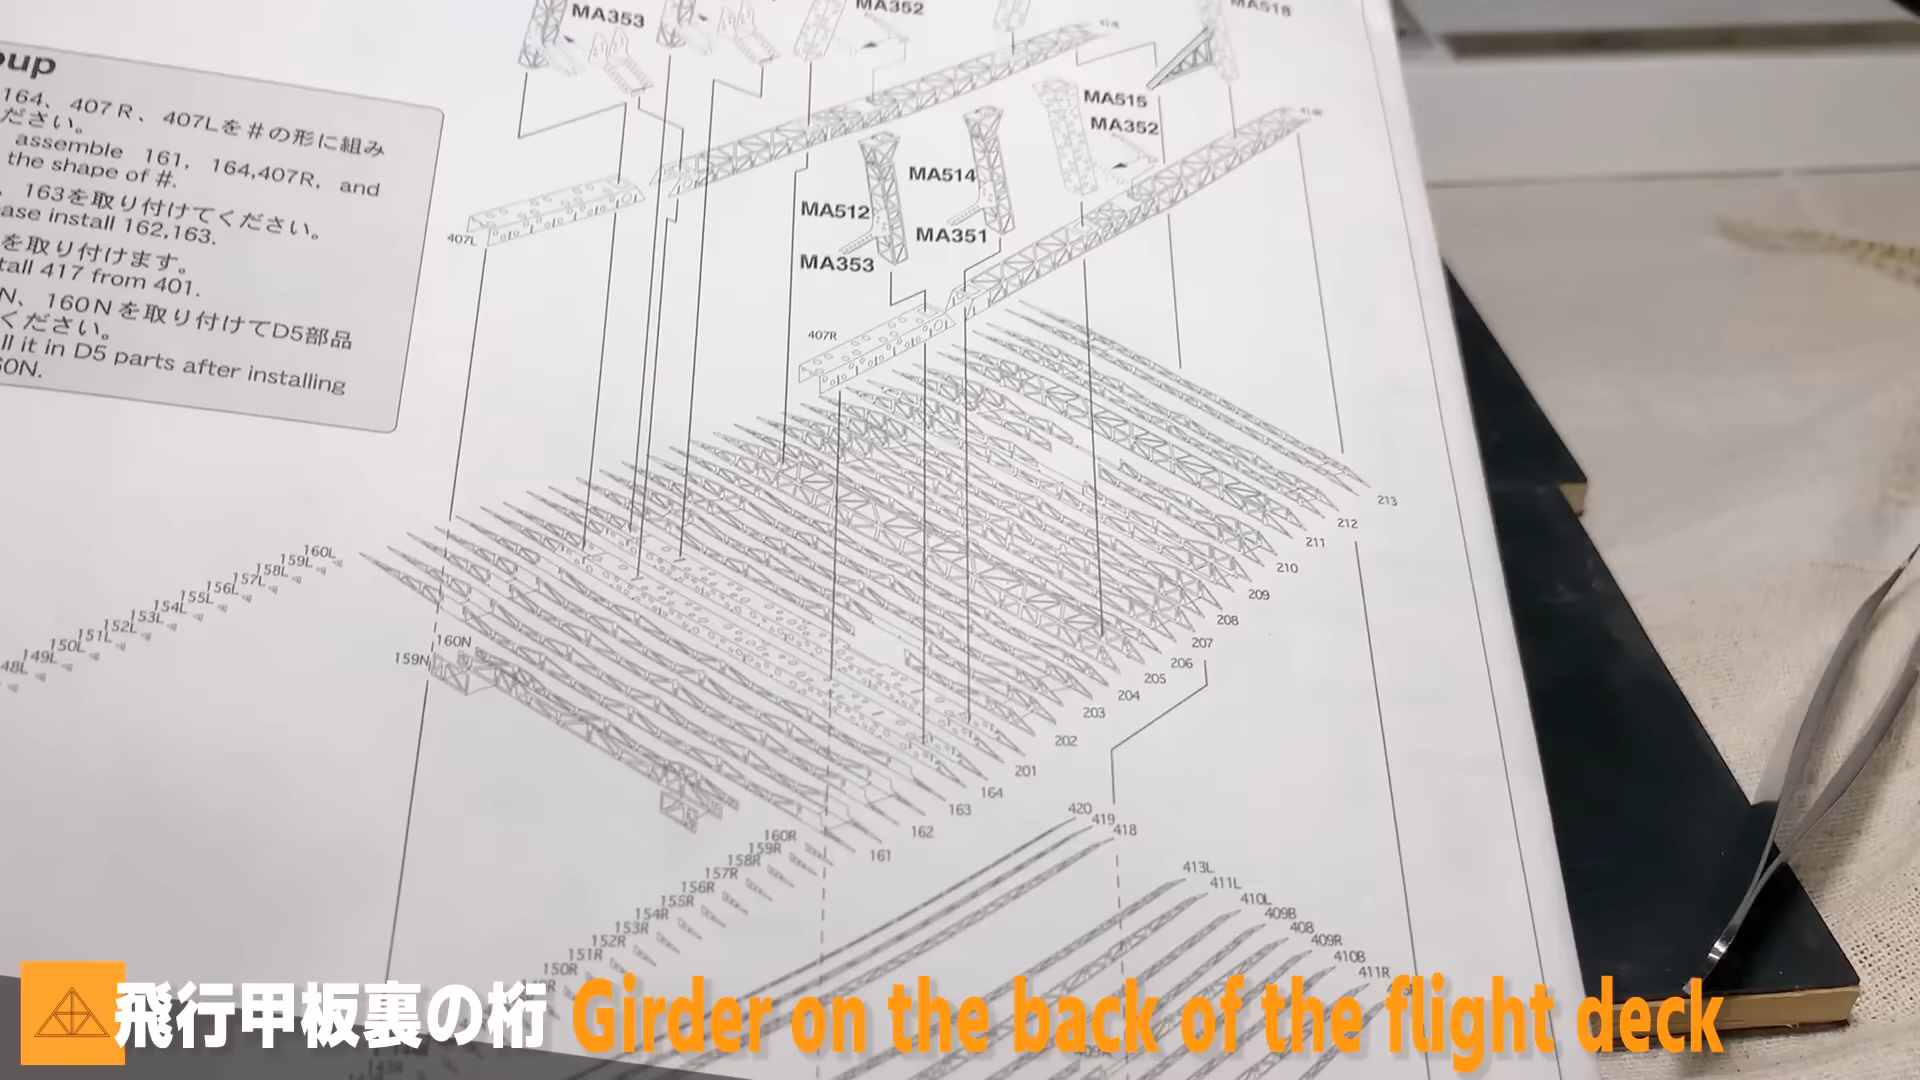 MA353
MA352
MA518
oup
164、407R、407Lを#の形に組み
ださい。
assemble 161, 164,407R, and
the shape of #.
、163を取り付けてください。
ase install 162,163.
を取り付けます。
tall 417 from 401.
N、160Nを取り付けてD5部品
ください。
ll it in D5 parts after installing
60N.
MA515
MA352
MA514
MA512
MA351
MA353
407L
407R
213
212
211
210
209
208
207
206
205
204
203
202
201
164
163
162
161
160L
159L
158L
157L
156L
155L
154L
153L
152L
151L
150L
149L
48L
160N
159N
160R
159R
158R
157R
156R
155R
154R
153R
152R
151R
150R
420
419
418
413L
411L
410L
409B
408
409R
410B
411R
飛行甲板裏の桁 Girder on the back of the flight deck